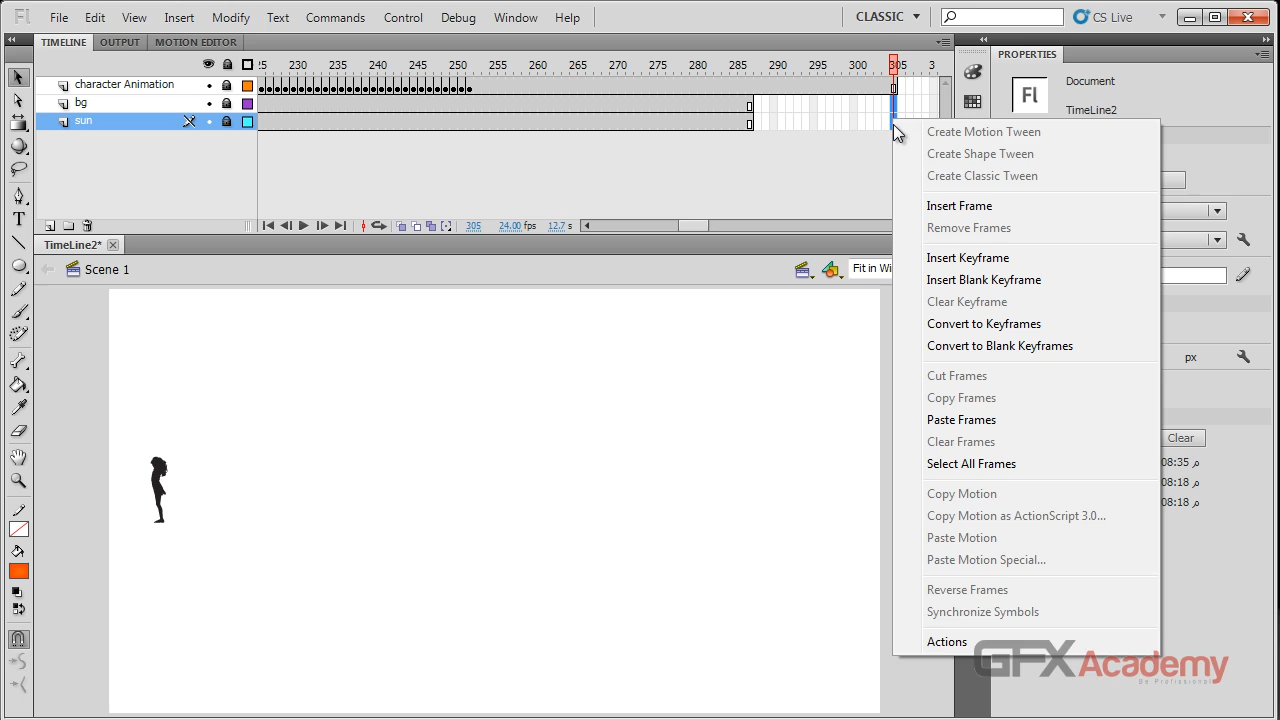 Fl File Edit View Insert Modify Text Commands Control Debug Window Help CLASSIC CS Live
TIMELINE OUTPUT MOTION EDITOR PROPERTIES
25 230 235 240 245 250 255 260 265 270 275 280 285 290 295 300 305 3
character Animation
bg
sun
Fl
Document
TimeLine2
305 24.00 fps 12.7 s
TimeLine2*
Scene 1
Fit in Wi
Create Motion Tween
Create Shape Tween
Create Classic Tween
Insert Frame
Remove Frames
Insert Keyframe
Insert Blank Keyframe
Clear Keyframe
Convert to Keyframes
Convert to Blank Keyframes
Cut Frames
Copy Frames
Paste Frames
Clear Frames
Select All Frames
Copy Motion
Copy Motion as ActionScript 3.0...
Paste Motion
Paste Motion Special...
Reverse Frames
Synchronize Symbols
Actions
px
Clear
08:35 م
08:18 م
08:18 م
T
GFX Academy
Be Professional